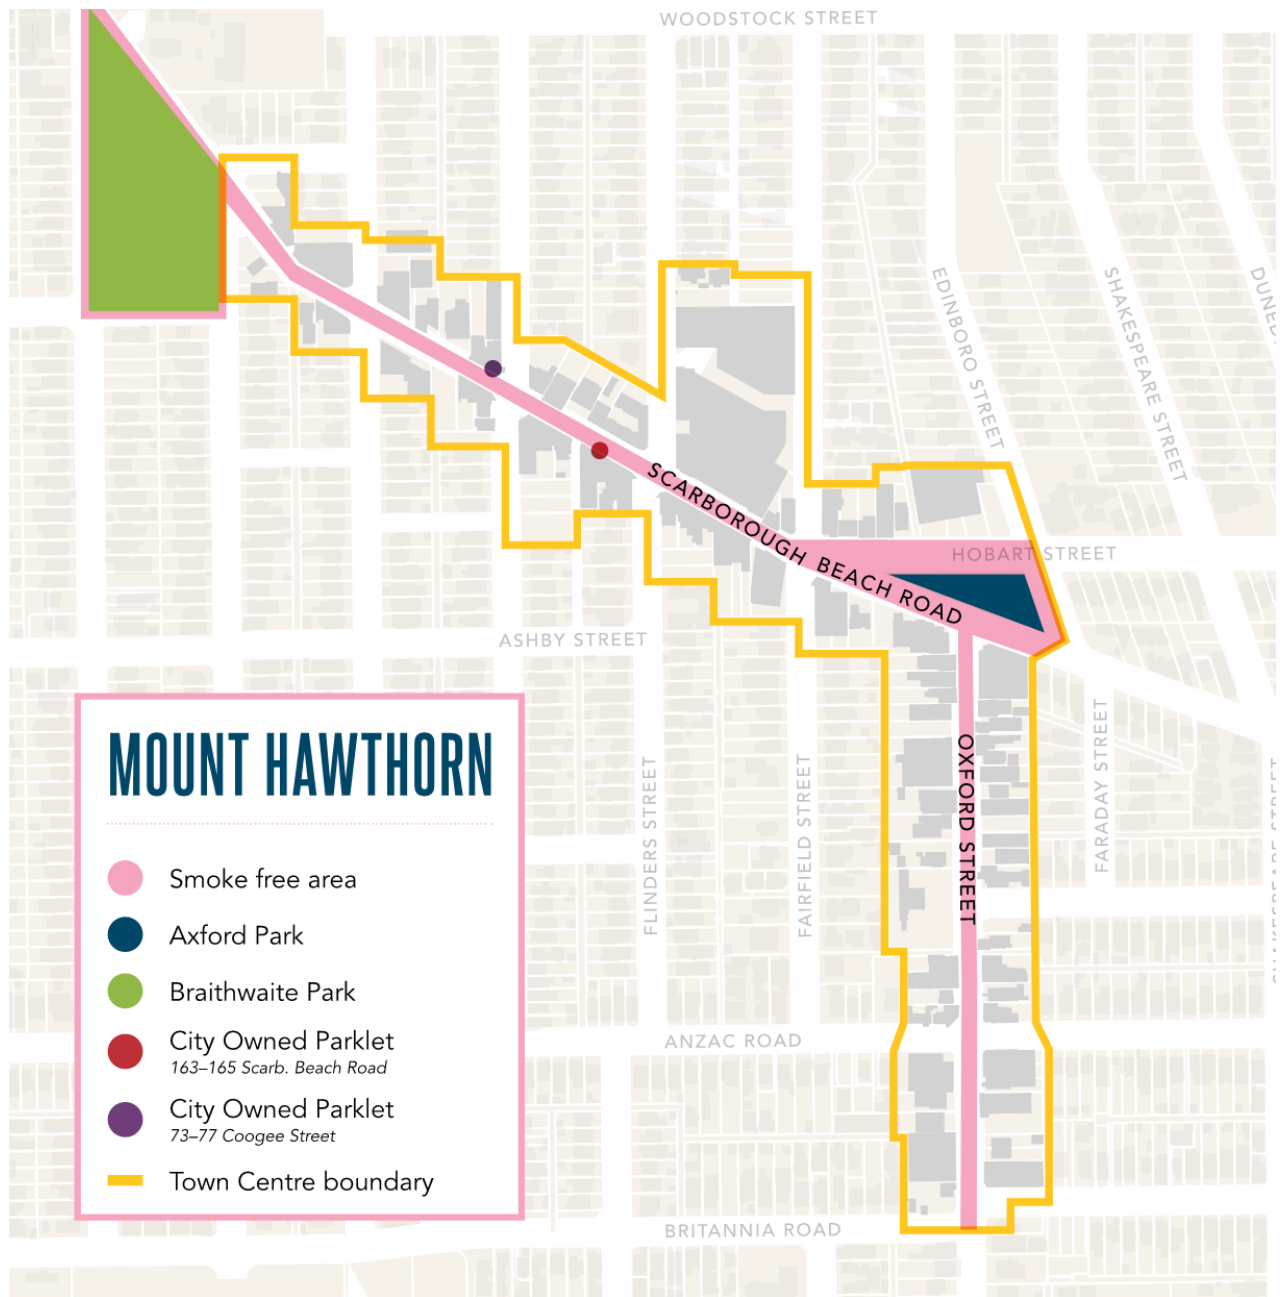 WOODSTOCK STREET
EDINBORO STREET
SHAKESPEARE STREET
SCARBOROUGH BEACH ROAD
HOBART STREET
ASHBY STREET
OXFORD STREET
FLINDERS STREET
FAIRFIELD STREET
FARADAY STREET
ANZAC ROAD
BRITANNIA ROAD
MOUNT HAWTHORN
Smoke free area
Axford Park
Braithwaite Park
City Owned Parklet
163–165 Scarb. Beach Road
City Owned Parklet
73–77 Coogee Street
Town Centre boundary